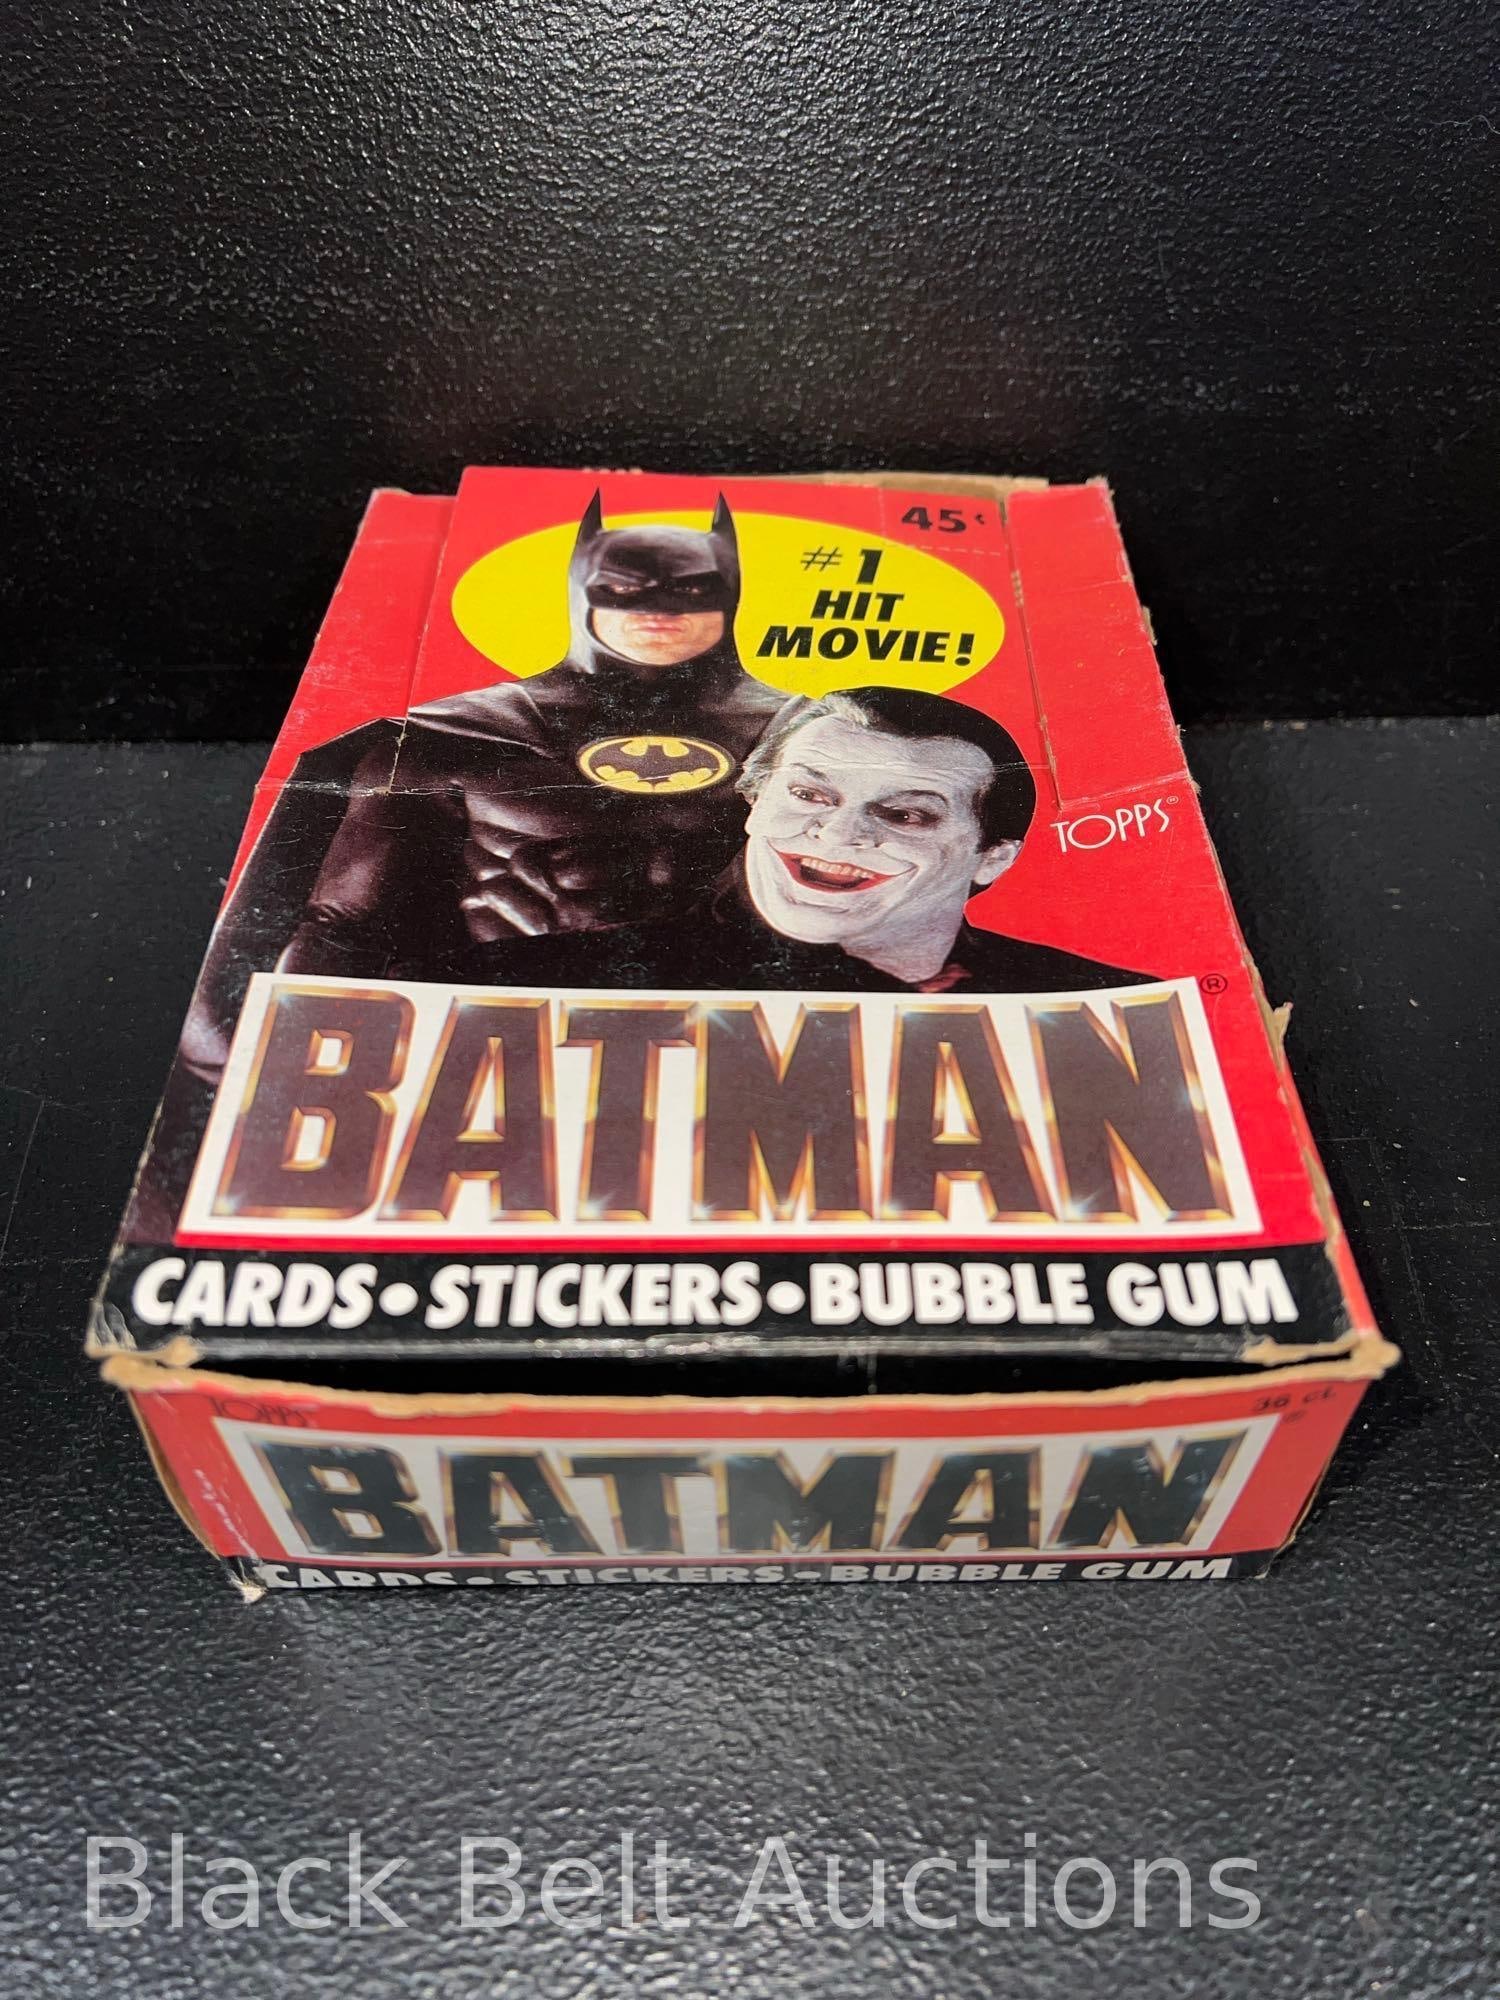 45¢
#1
HIT
MOVIE!
TOPPS®
BATMAN®
CARDS•STICKERS•BUBBLE GUM
TOPPS
36 ct.
BATMAN®
CARDS•STICKERS•BUBBLE GUM
Black Belt Auctions